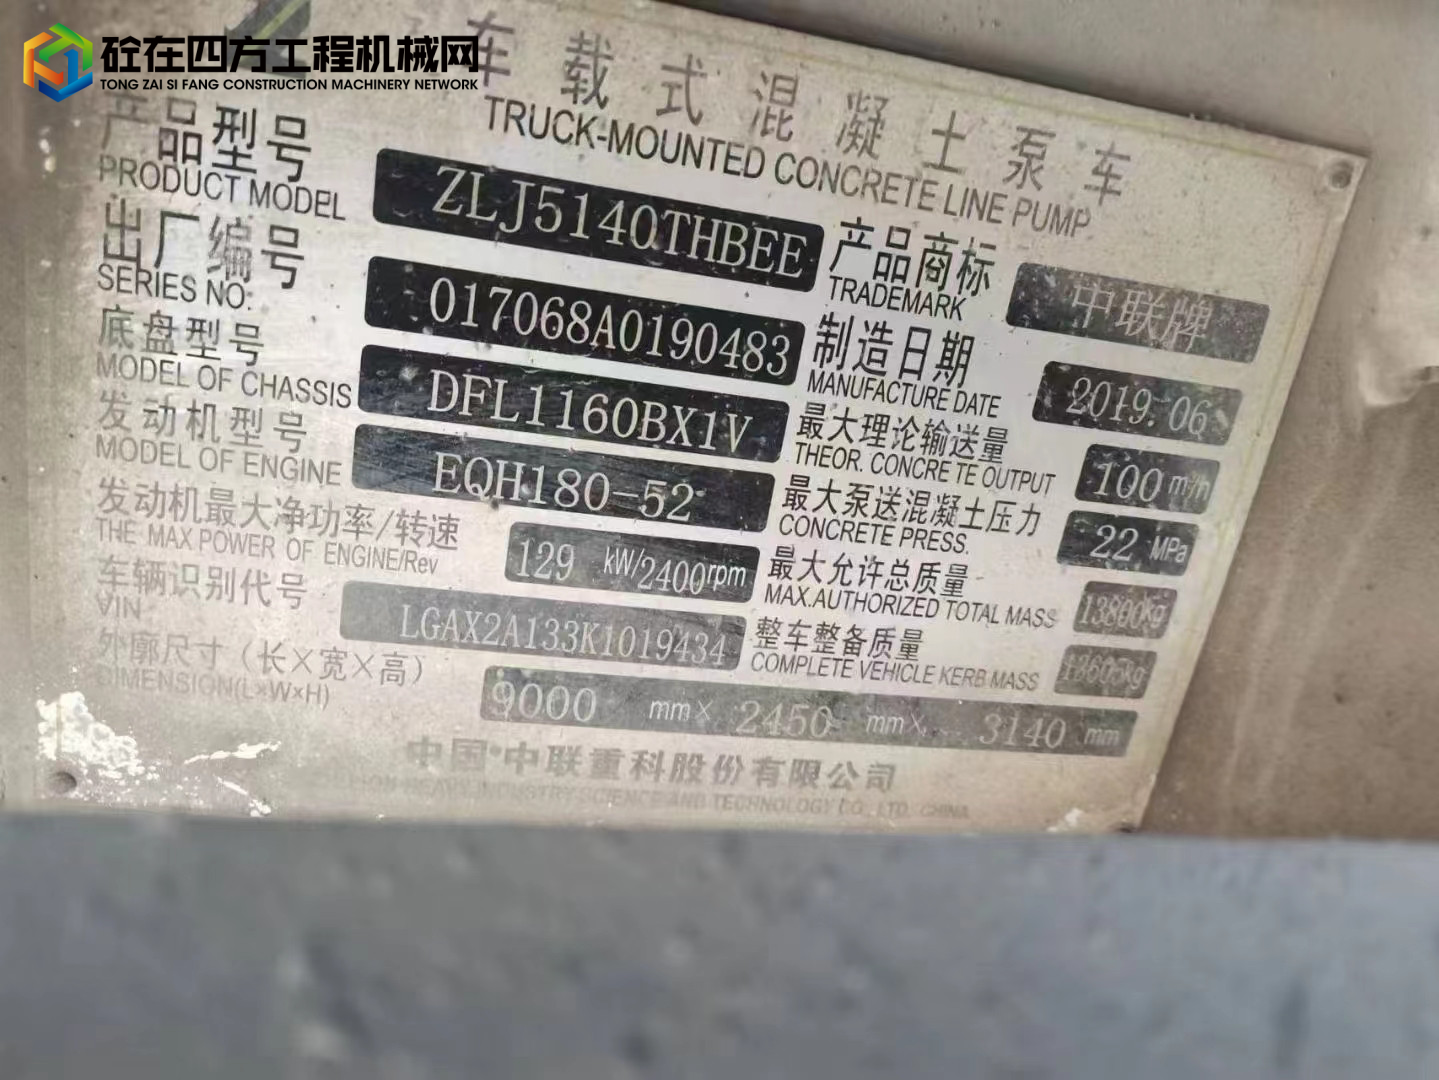 砼在四方工程机械网
TONG ZAI SI FANG CONSTRUCTION MACHINERY NETWORK
车载式混凝土泵车
TRUCK-MOUNTED CONCRETE LINE PUMP
产品型号 ZLJ5140THBEE
PRODUCT MODEL
产品商标 中联牌
TRADEMARK
出厂编号 017068A0190483
SERIES NO:
制造日期 2019.06
MANUFACTURE DATE
底盘型号 DFL1160BX1V
MODEL OF CHASSIS
最大理论输送量 100 m³/h
THEOR. CONCRETE OUTPUT
发动机型号 EQH180-52
MODEL OF ENGINE
最大泵送混凝土压力 22 MPa
CONCRETE PRESS.
发动机最大净功率/转速 129 kW/2400rpm
THE MAX POWER OF ENGINE/Rev
最大允许总质量 13800kg
MAX.AUTHORIZED TOTAL MASS
车辆识别代号 LGAX2A133K1019434
VIN
整车整备质量 13605kg
COMPLETE VEHICLE KERB MASS
外廓尺寸（长×宽×高） 9000 mm× 2450 mm× 3140 mm
DIMENSION(L×W×H)
中国·中联重科股份有限公司
HEAVY INDUSTRY SCIENCE AND TECHNOLOGY CO., LTD. CHINA